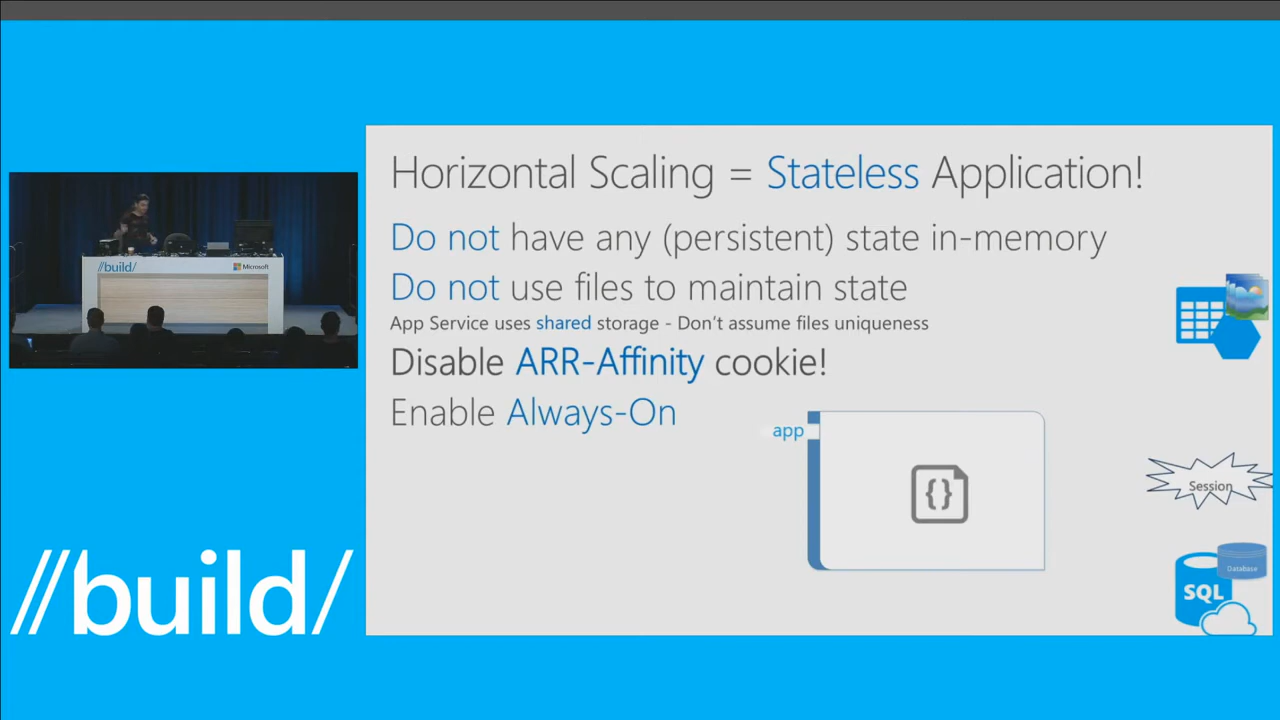 Horizontal Scaling = Stateless Application!
Do not have any (persistent) state in-memory
Do not use files to maintain state
App Service uses shared storage - Don't assume files uniqueness
Disable ARR-Affinity cookie!
Enable Always-On
app
{}
Session
Database
SQL
//build/
Microsoft
//build/